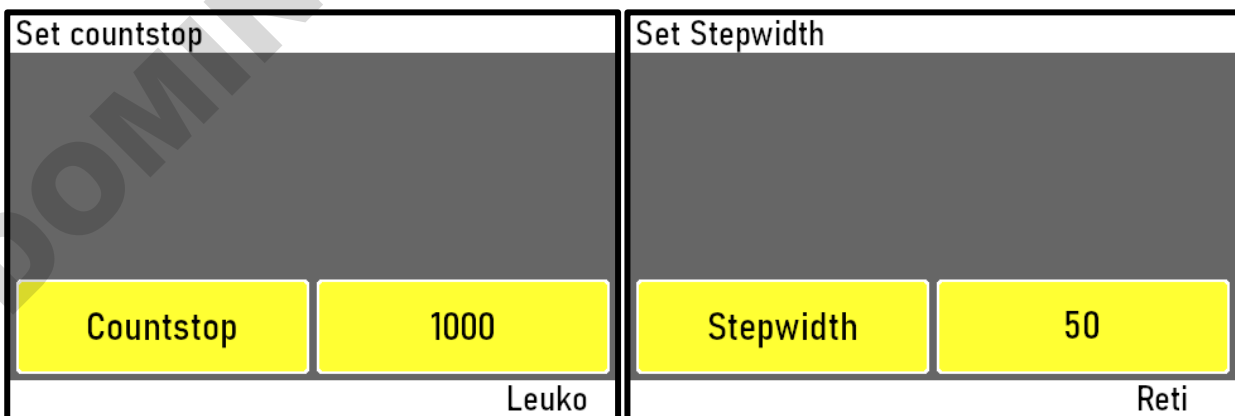 Set countstop
Countstop 1000
Leuko
Set Stepwidth
Stepwidth 50
Reti